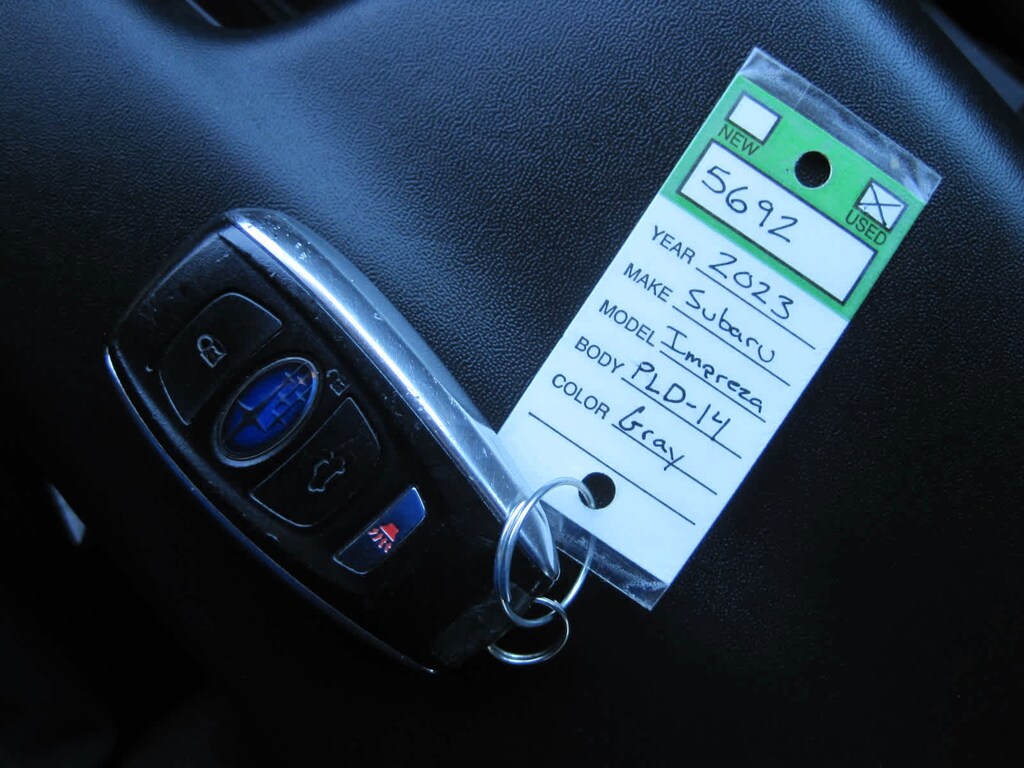 NEW
USED
5692
YEAR 2023
MAKE Subaru
MODEL Impreza
BODY PLD-14
COLOR Gray